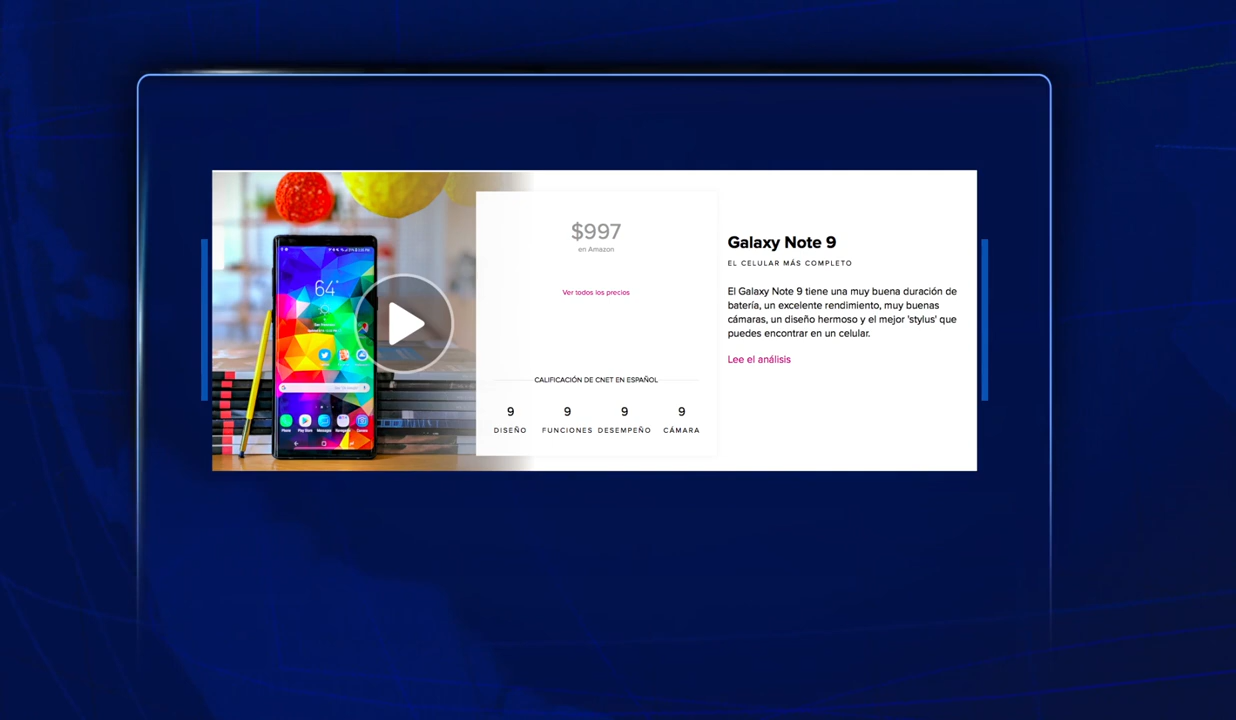 $997
en Amazon
Ver todos los precios
CALIFICACIÓN DE CNET EN ESPAÑOL
9 9 9 9
DISEÑO FUNCIONES DESEMPEÑO CÁMARA
Galaxy Note 9
EL CELULAR MÁS COMPLETO
El Galaxy Note 9 tiene una muy buena duración de
batería, un excelente rendimiento, muy buenas
cámaras, un diseño hermoso y el mejor 'stylus' que
puedes encontrar en un celular.
Lee el análisis
64°
Play Store